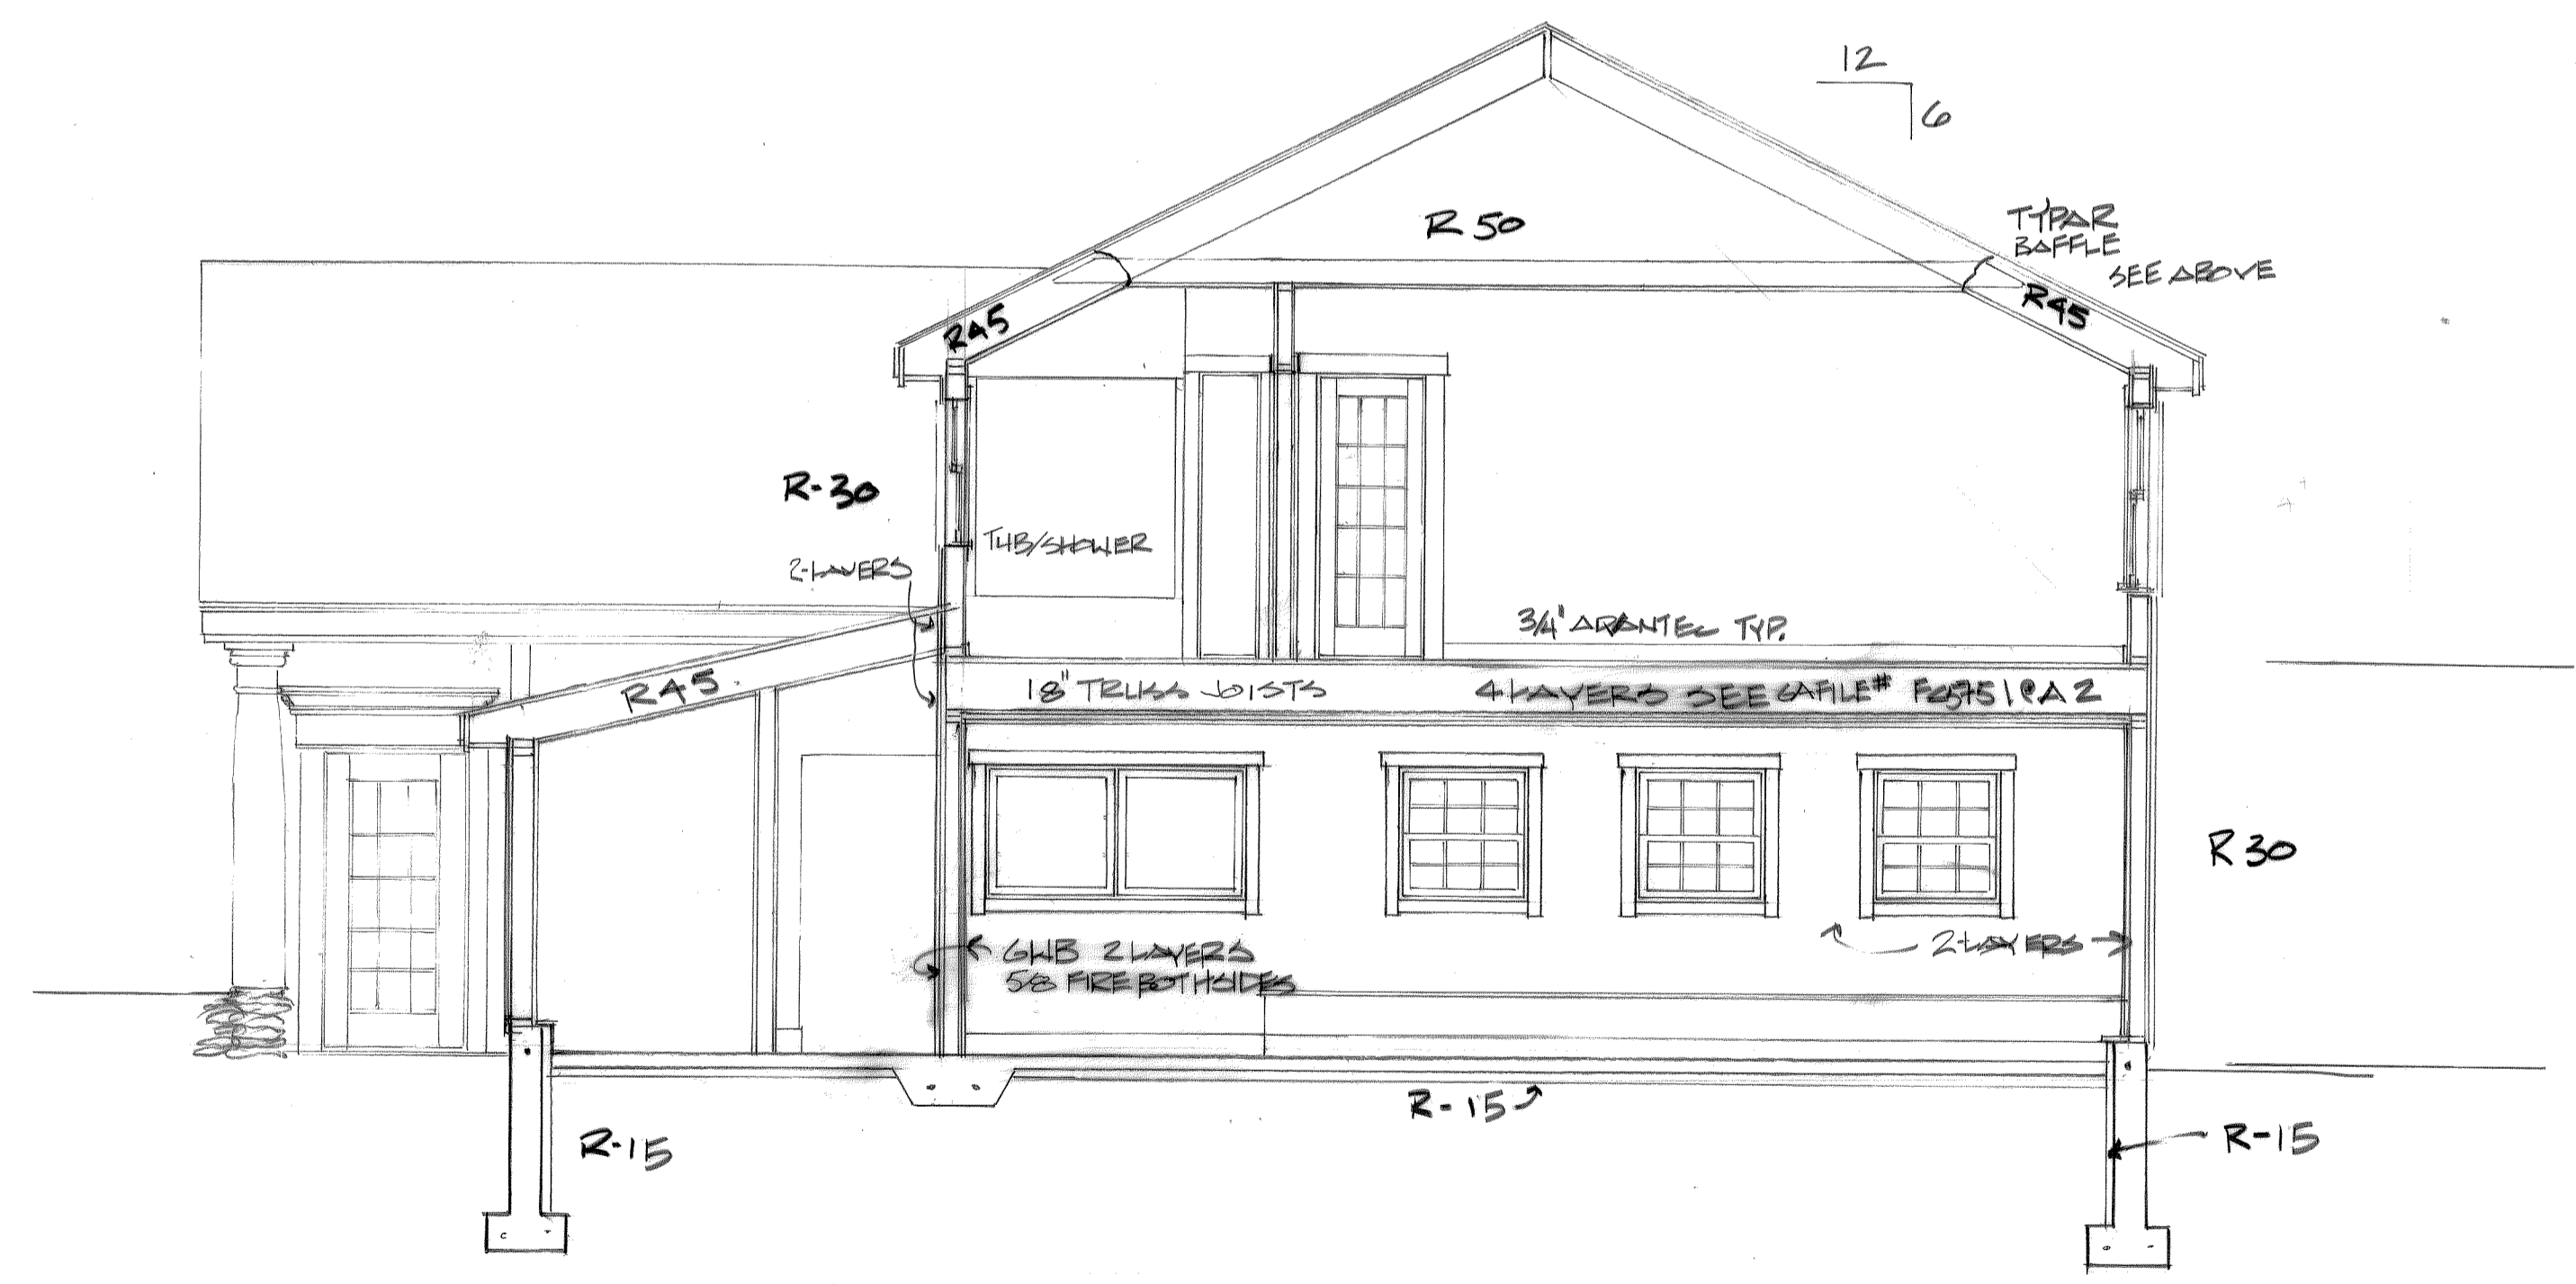 12
6
TYPAR
BAFFLE
SEE ABOVE
R 50
R45
R45
R-30
TUB/SHOWER
2-LAYERS
3/4" TYP.
R45
18" TRUSS JOISTS
4 LAYERS SEE GA FILE#
R 30
GWB 2 LAYERS
5/8 FIRE BOTH SIDES
2-LAYERS
R-15
R-15
R-15